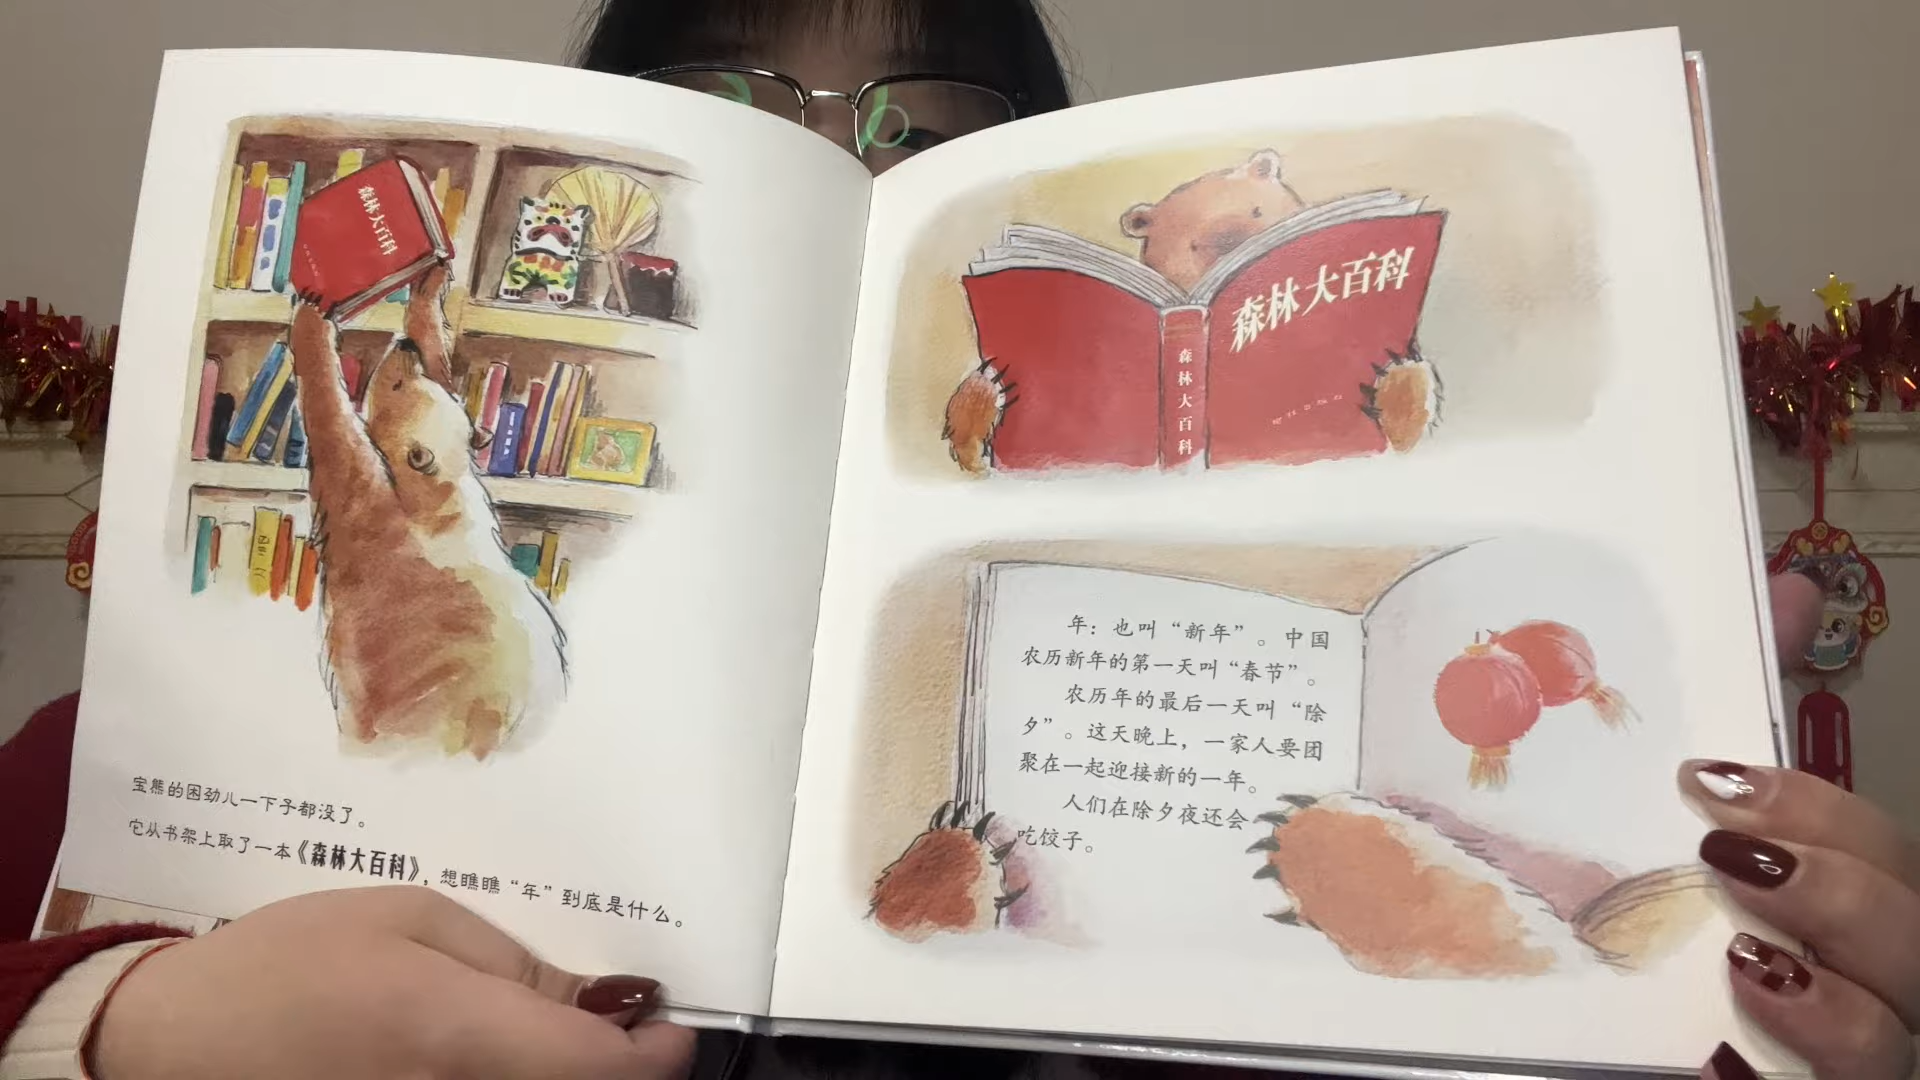 森林大百科
宝熊的困劲儿一下子都没了。
它从书架上取了一本《森林大百科》，想瞧瞧“年”到底是什么。
森林大百科
森林大百科
年：也叫“新年”。中国
农历新年的第一天叫“春节”。
农历年的最后一天叫“除
夕”。这天晚上，一家人要团
聚在一起迎接新的一年。
人们在除夕夜还会
吃饺子。